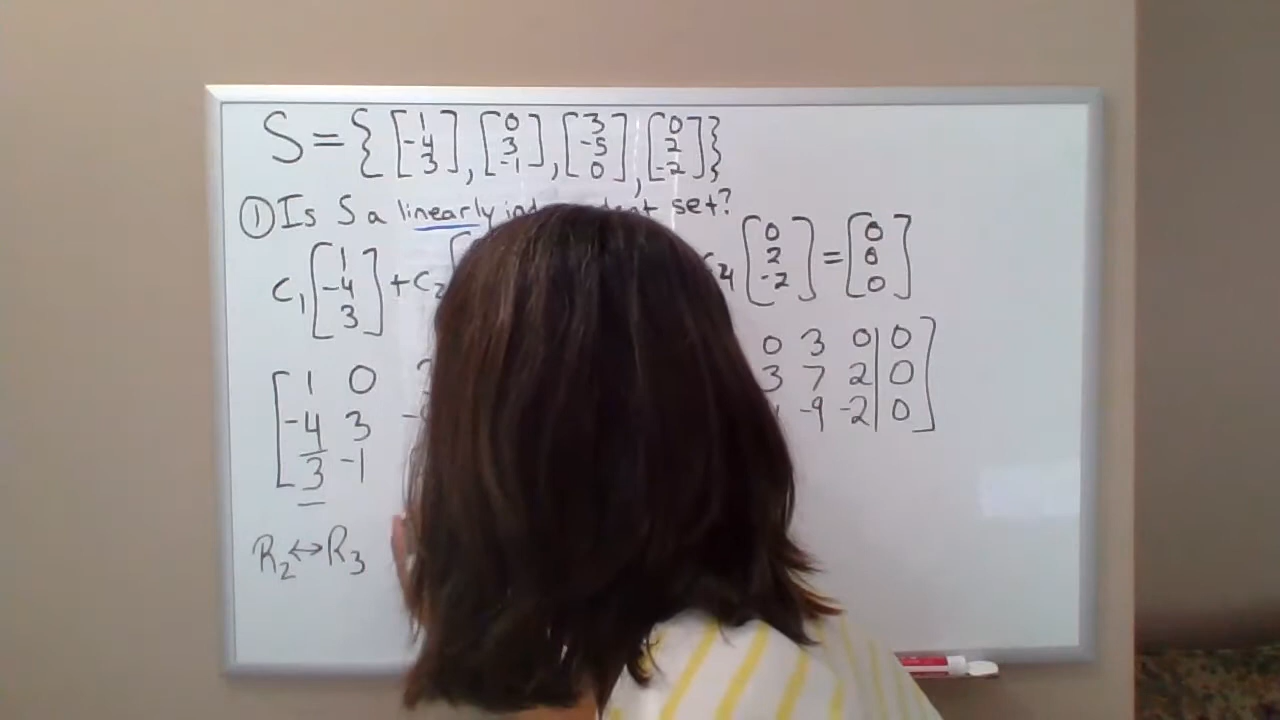 S = { [1 -4 3], [0 3 -1], [3 -5 0], [0 2 -2] }
① Is S a linearly set?
c₁ [1 -4 3] + c₂ 4 [0 2 -2] = [0 0 0]
[ 1 0
-4 3
3 -1
0 3 0 | 0 ]
3 7 2 | 0
-9 -2 | 0
R₂ ↔ R₃